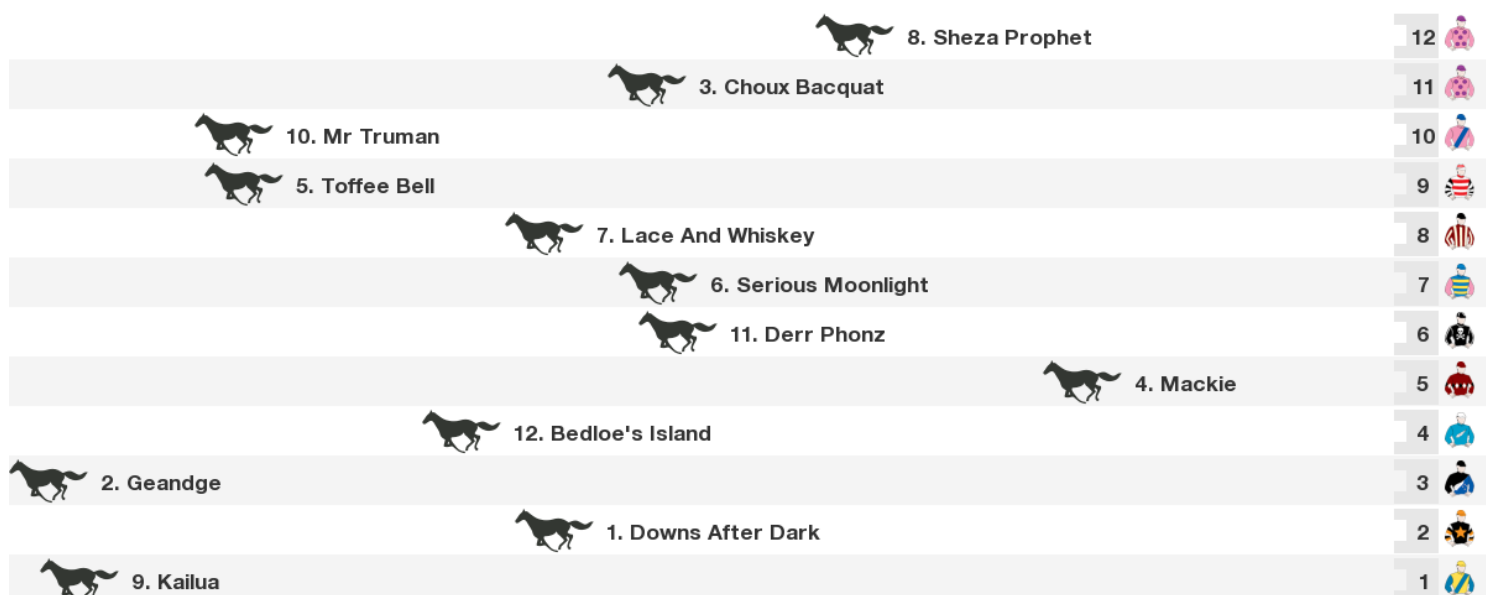 8. Sheza Prophet 12
3. Choux Bacquat 11
10. Mr Truman 10
5. Toffee Bell 9
7. Lace And Whiskey 8
6. Serious Moonlight 7
11. Derr Phonz 6
4. Mackie 5
12. Bedloe's Island 4
2. Geandge 3
1. Downs After Dark 2
9. Kailua 1